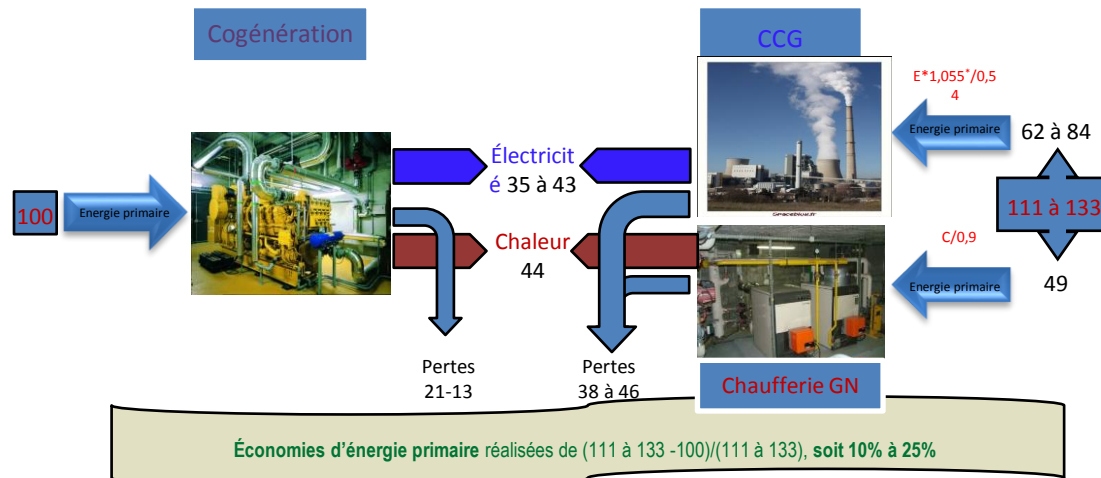 Cogénération
CCG
E*1,055*/0,5
4
Energie primaire
62 à 84
Électricit
é 35 à 43
100
Energie primaire
111 à 133
Chaleur
44
C/0,9
Energie primaire
49
Pertes
21-13
Pertes
38 à 46
Chaufferie GN
Économies d’énergie primaire réalisées de (111 à 133 -100)/(111 à 133), soit 10% à 25%